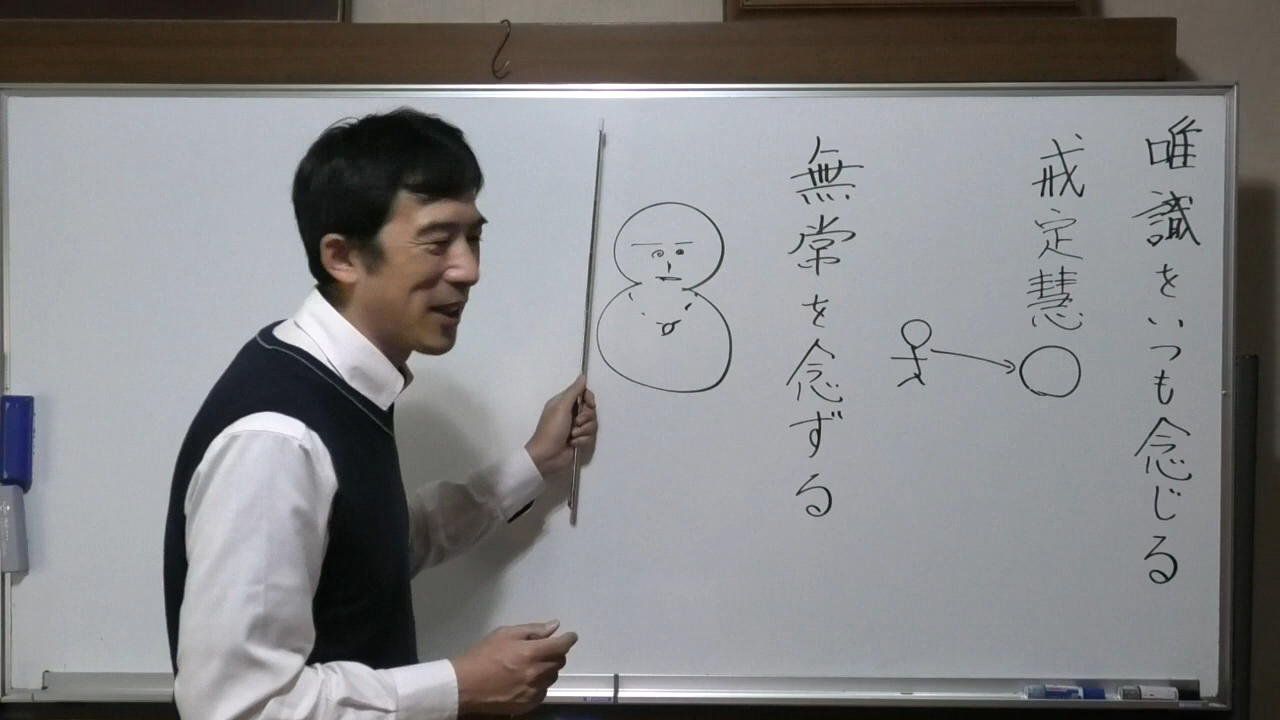 唯識をいつも念じる
戒定慧
無常を念ずる